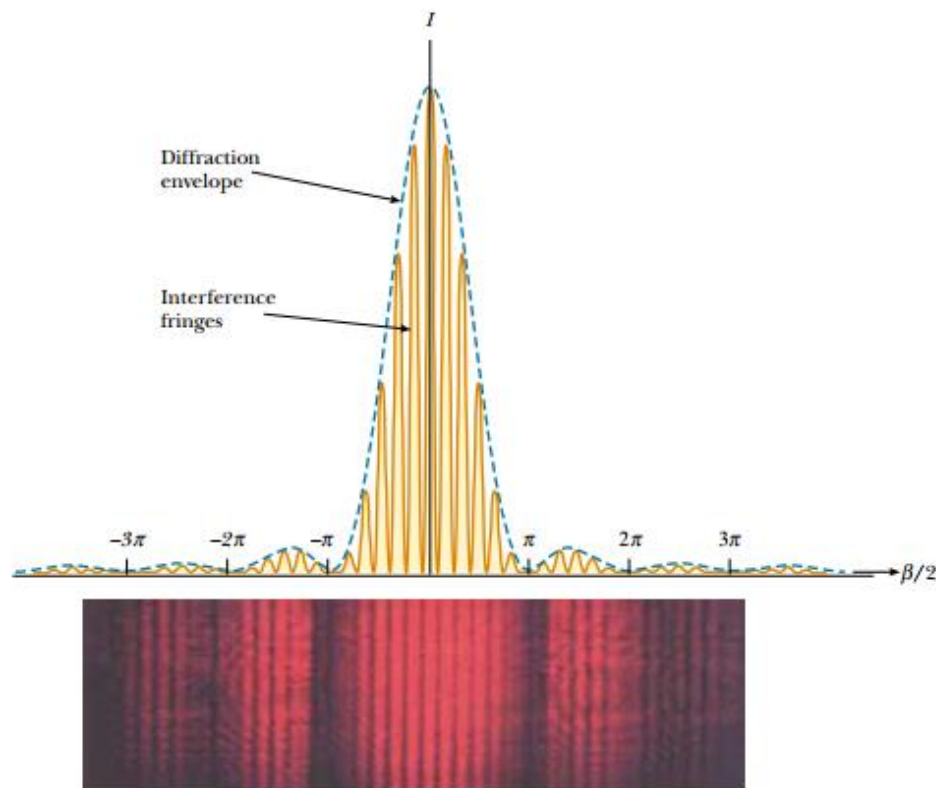 I
Diffraction
envelope
Interference
fringes
–3π –2π –π π 2π 3π
β/2